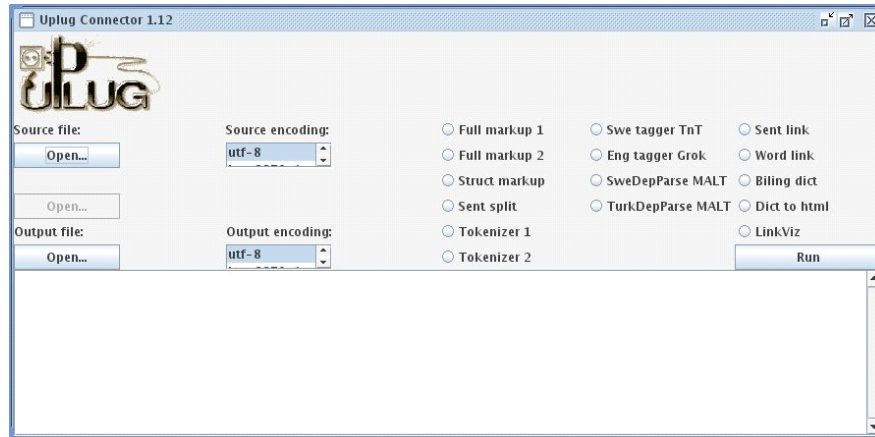 Uplug Connector 1.12
UPLUG
Source file: Source encoding: Full markup 1 Swe tagger TnT Sent link
Open... utf-8 Full markup 2 Eng tagger Grok Word link
Struct markup SweDepParse MALT Biling dict
Open... Sent split TurkDepParse MALT Dict to html
Output file: Output encoding: Tokenizer 1 LinkViz
Open... utf-8 Tokenizer 2 Run